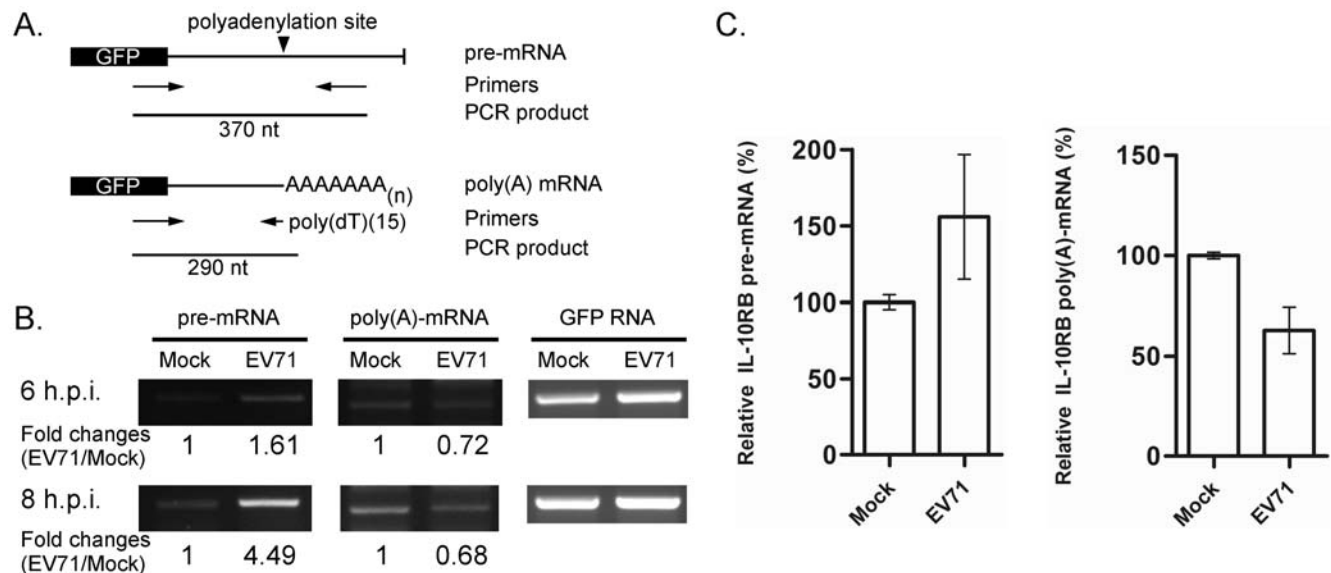 A.
polyadenylation site
GFP
pre-mRNA
Primers
PCR product
370 nt
GFP
AAAAAAA(n)
poly(A) mRNA
poly(dT)(15)
Primers
PCR product
290 nt
B.
pre-mRNA
poly(A)-mRNA
GFP RNA
Mock
EV71
Mock
EV71
Mock
EV71
6 h.p.i.
Fold changes
(EV71/Mock)
1
1.61
1
0.72
8 h.p.i.
Fold changes
(EV71/Mock)
1
4.49
1
0.68
C.
Relative IL-10RB pre-mRNA (%)
200
150
100
50
0
Mock
EV71
Relative IL-10RB poly(A)-mRNA (%)
150
100
50
0
Mock
EV71